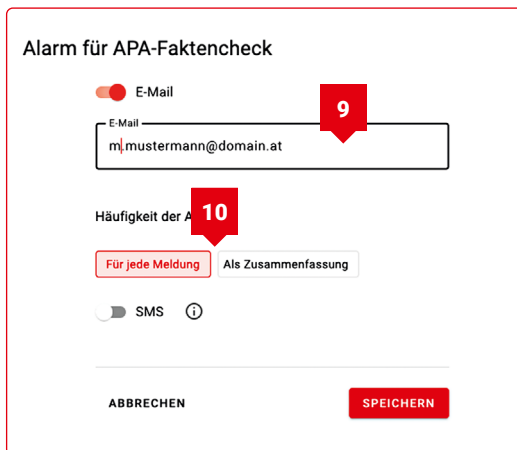 Alarm für APA-Faktencheck
E-Mail
9
E-Mail
m.mustermann@domain.at
Häufigkeit der A
10
Für jede Meldung
Als Zusammenfassung
SMS
ABBRECHEN
SPEICHERN